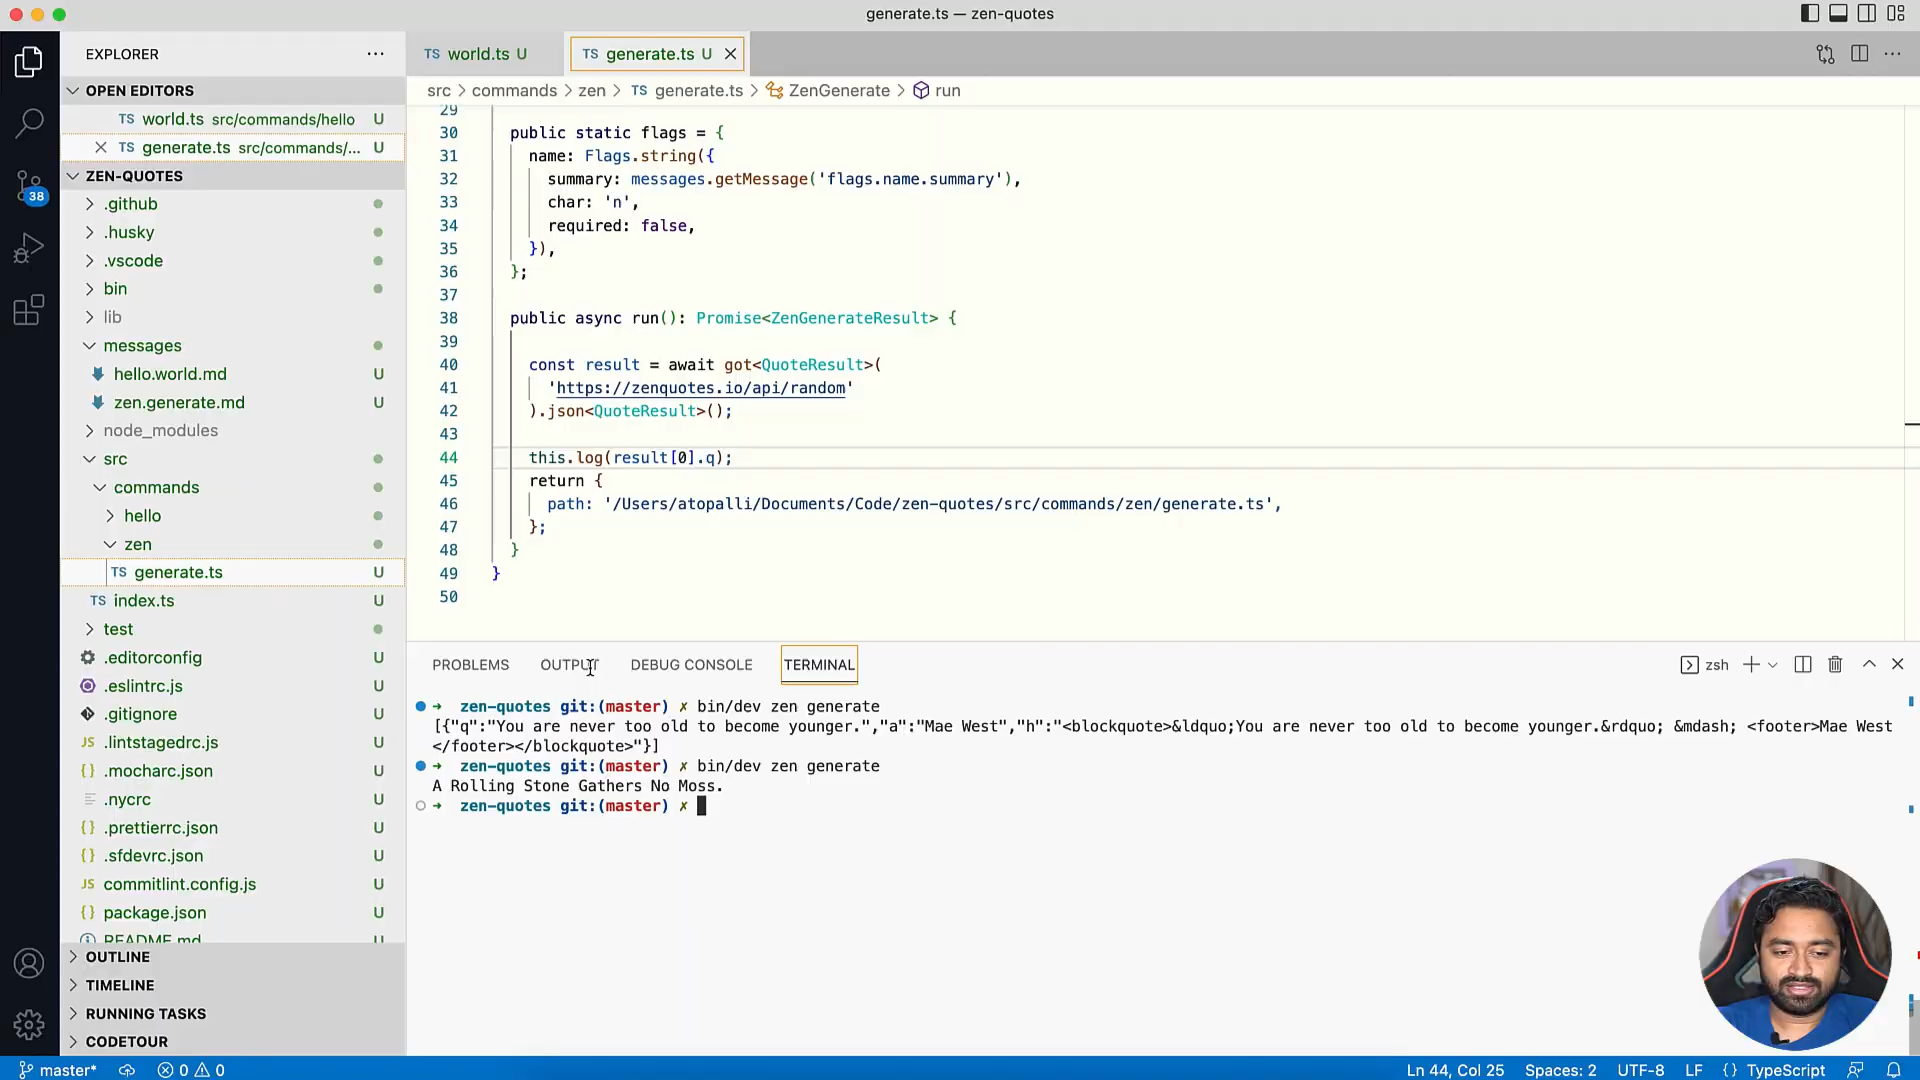 generate.ts — zen-quotes
EXPLORER
OPEN EDITORS
TS world.ts src/commands/hello U
TS generate.ts src/commands/... U
ZEN-QUOTES
.github
.husky
.vscode
bin
lib
messages
hello.world.md U
zen.generate.md U
node_modules
src
commands
hello
zen
TS generate.ts U
TS index.ts U
test
.editorconfig U
.eslintrc.js U
.gitignore U
JS .lintstagedrc.js U
{} .mocharc.json U
.nycrc U
{} .prettierrc.json U
{} .sfdevrc.json U
JS commitlint.config.js U
{} package.json U
README.md U
OUTLINE
TIMELINE
RUNNING TASKS
CODETOUR
38
TS world.ts U
TS generate.ts U
src > commands > zen > TS generate.ts > ZenGenerate > run
29
30 public static flags = {
31 name: Flags.string({
32 summary: messages.getMessage('flags.name.summary'),
33 char: 'n',
34 required: false,
35 }),
36 };
37
38 public async run(): Promise<ZenGenerateResult> {
39
40 const result = await got<QuoteResult>(
41 'https://zenquotes.io/api/random'
42 ).json<QuoteResult>();
43
44 this.log(result[0].q);
45 return {
46 path: '/Users/atopalli/Documents/Code/zen-quotes/src/commands/zen/generate.ts',
47 };
48 }
49 }
50
PROBLEMS OUTPUT DEBUG CONSOLE TERMINAL
zsh
➜ zen-quotes git:(master) ✗ bin/dev zen generate
[{"q":"You are never too old to become younger.","a":"Mae West","h":"<blockquote>&ldquo;You are never too old to become younger.&rdquo; &mdash; <footer>Mae West
</footer></blockquote>"}]
➜ zen-quotes git:(master) ✗ bin/dev zen generate
A Rolling Stone Gathers No Moss.
➜ zen-quotes git:(master) ✗
master* 0 0 Ln 44, Col 25 Spaces: 2 UTF-8 LF {} TypeScript